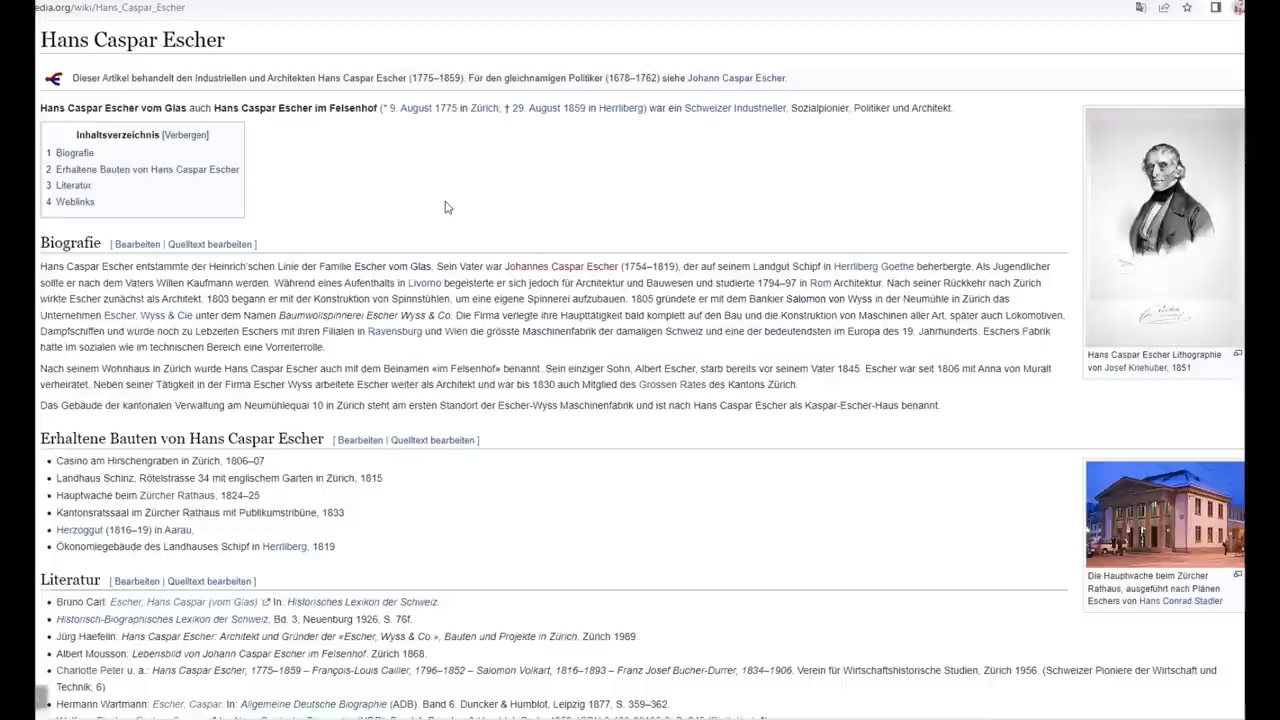 edia.org/wiki/Hans_Caspar_Escher
Hans Caspar Escher
Dieser Artikel behandelt den Industriellen und Architekten Hans Caspar Escher (1775–1859). Für den gleichnamigen Politiker (1678–1762) siehe Johann Caspar Escher.
Hans Caspar Escher vom Glas auch Hans Caspar Escher im Felsenhof (* 9. August 1775 in Zürich; † 29. August 1859 in Herrliberg) war ein Schweizer Industrieller, Sozialpionier, Politiker und Architekt.
Inhaltsverzeichnis [Verbergen]
1 Biografie
2 Erhaltene Bauten von Hans Caspar Escher
3 Literatur
4 Weblinks
Biografie [ Bearbeiten | Quelltext bearbeiten ]
Hans Caspar Escher entstammte der Heinrich'schen Linie der Familie Escher vom Glas. Sein Vater war Johannes Caspar Escher (1754–1819), der auf seinem Landgut Schipf in Herrliberg Goethe beherbergte. Als Jugendlicher
sollte er nach dem Vaters Willen Kaufmann werden. Während eines Aufenthalts in Livorno begeisterte er sich jedoch für Architektur und Bauwesen und studierte 1794–97 in Rom Architektur. Nach seiner Rückkehr nach Zürich
wirkte Escher zunächst als Architekt. 1803 begann er mit der Konstruktion von Spinnstühlen, um eine eigene Spinnerei aufzubauen. 1805 gründete er mit dem Bankier Salomon von Wyss in der Neumühle in Zürich das
Unternehmen Escher, Wyss & Cie unter dem Namen Baumwollspinnerei Escher Wyss & Co. Die Firma verlegte ihre Haupttätigkeit bald komplett auf den Bau und die Konstruktion von Maschinen aller Art, später auch Lokomotiven,
Dampfschiffen und wurde noch zu Lebzeiten Eschers mit ihren Filialen in Ravensburg und Wien die grösste Maschinenfabrik der damaligen Schweiz und eine der bedeutendsten im Europa des 19. Jahrhunderts. Eschers Fabrik
hatte im sozialen wie im technischen Bereich eine Vorreiterrolle.
Nach seinem Wohnhaus in Zürich wurde Hans Caspar Escher auch mit dem Beinamen «im Felsenhof» benannt. Sein einziger Sohn, Albert Escher, starb bereits vor seinem Vater 1845. Escher war seit 1806 mit Anna von Muralt
verheiratet. Neben seiner Tätigkeit in der Firma Escher Wyss arbeitete Escher weiter als Architekt und war bis 1830 auch Mitglied des Grossen Rates des Kantons Zürich.
Das Gebäude der kantonalen Verwaltung am Neumühlequai 10 in Zürich steht am ersten Standort der Escher-Wyss Maschinenfabrik und ist nach Hans Caspar Escher als Kaspar-Escher-Haus benannt.
Hans Caspar Escher Lithographie
von Josef Kriehuber, 1851
Erhaltene Bauten von Hans Caspar Escher [ Bearbeiten | Quelltext bearbeiten ]
Casino am Hirschengraben in Zürich, 1806–07
Landhaus Schinz, Rötelstrasse 34 mit englischem Garten in Zürich, 1815
Hauptwache beim Zürcher Rathaus, 1824–25
Kantonsratssaal im Zürcher Rathaus mit Publikumstribüne, 1833
Herzoggut (1816–19) in Aarau,
Ökonomiegebäude des Landhauses Schipf in Herrliberg, 1819
Die Hauptwache beim Zürcher
Rathaus, ausgeführt nach Plänen
Eschers von Hans Conrad Stadler
Literatur [ Bearbeiten | Quelltext bearbeiten ]
Bruno Carl: Escher, Hans Caspar (vom Glas) In: Historisches Lexikon der Schweiz.
Historisch-Biographisches Lexikon der Schweiz, Bd. 3, Neuenburg 1926, S. 76f.
Jürg Haefelin: Hans Caspar Escher: Architekt und Gründer der «Escher, Wyss & Co.», Bauten und Projekte in Zürich. Zürich 1989.
Albert Mousson: Lebensbild von Johann Caspar Escher im Felsenhof. Zürich 1868.
Charlotte Peter u. a.: Hans Caspar Escher, 1775–1859 – François-Louis Cailler, 1796–1852 – Salomon Volkart, 1816–1893 – Franz Josef Bucher-Durrer, 1834–1906. Verein für Wirtschaftshistorische Studien, Zürich 1956. (Schweizer Pioniere der Wirtschaft und
Technik, 6)
Hermann Wartmann: Escher, Caspar. In: Allgemeine Deutsche Biographie (ADB). Band 6. Duncker & Humblot, Leipzig 1877, S. 359–362.